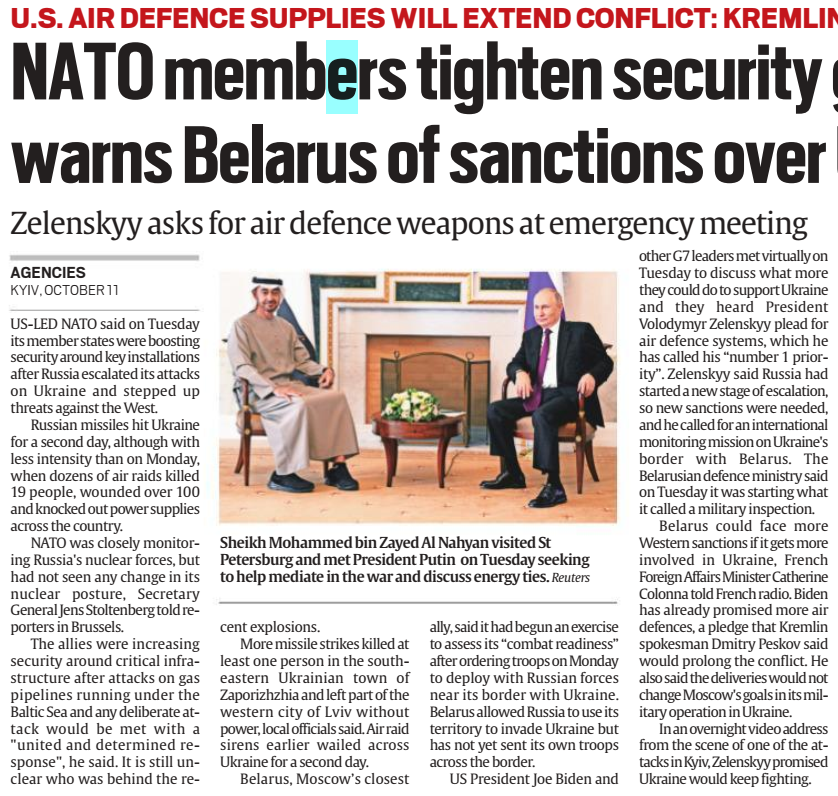 U.S. AIR DEFENCE SUPPLIES WILL EXTEND CONFLICT: KREMLIN
NATO members tighten security
warns Belarus of sanctions over
Zelenskyy asks for air defence weapons at emergency meeting
AGENCIES
KYIV, OCTOBER 11
US-LED NATO said on Tuesday
its member states were boosting
security around key installations
after Russia escalated its attacks
on Ukraine and stepped up
threats against the West.
Russian missiles hit Ukraine
for a second day, although with
less intensity than on Monday,
when dozens of air raids killed
19 people, wounded over 100
and knocked out power supplies
across the country.
NATO was closely monitor-
ing Russia's nuclear forces, but
had not seen any change in its
nuclear posture, Secretary
General Jens Stoltenberg told re-
porters in Brussels.
The allies were increasing
security around critical infra-
structure after attacks on gas
pipelines running under the
Baltic Sea and any deliberate at-
tack would be met with a
"united and determined re-
sponse", he said. It is still un-
clear who was behind the re-
Sheikh Mohammed bin Zayed Al Nahyan visited St
Petersburg and met President Putin on Tuesday seeking
to help mediate in the war and discuss energy ties. Reuters
cent explosions.
More missile strikes killed at
least one person in the south-
eastern Ukrainian town of
Zaporizhzhia and left part of the
western city of Lviv without
power, local officials said. Air raid
sirens earlier wailed across
Ukraine for a second day.
Belarus, Moscow's closest
ally, said it had begun an exercise
to assess its “combat readiness”
after ordering troops on Monday
to deploy with Russian forces
near its border with Ukraine.
Belarus allowed Russia to use its
territory to invade Ukraine but
has not yet sent its own troops
across the border.
US President Joe Biden and
other G7 leaders met virtually on
Tuesday to discuss what more
they could do to support Ukraine
and they heard President
Volodymyr Zelenskyy plead for
air defence systems, which he
has called his “number 1 prior-
ity”. Zelenskyy said Russia had
started a new stage of escalation,
so new sanctions were needed,
and he called for an international
monitoring mission on Ukraine's
border with Belarus. The
Belarusian defence ministry said
on Tuesday it was starting what
it called a military inspection.
Belarus could face more
Western sanctions if it gets more
involved in Ukraine, French
Foreign Affairs Minister Catherine
Colonna told French radio. Biden
has already promised more air
defences, a pledge that Kremlin
spokesman Dmitry Peskov said
would prolong the conflict. He
also said the deliveries would not
change Moscow's goals in its mil-
itary operation in Ukraine.
In an overnight video address
from the scene of one of the at-
tacks in Kyiv, Zelenskyy promised
Ukraine would keep fighting.